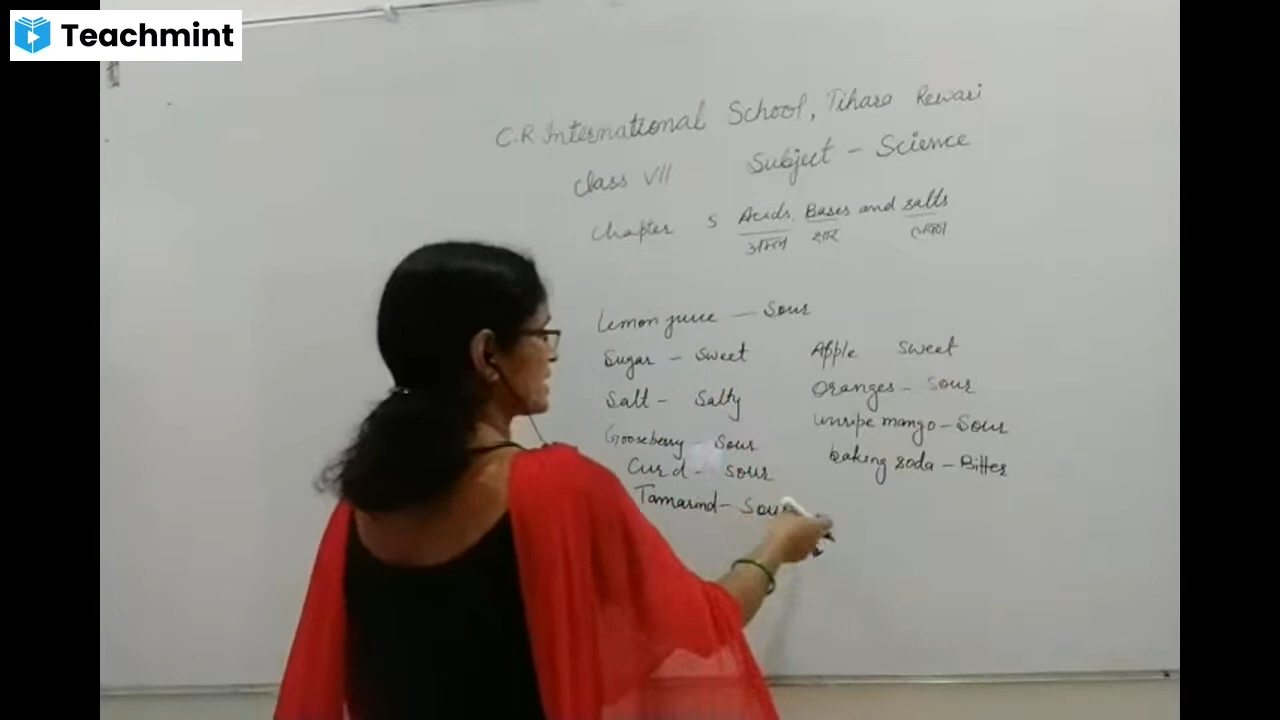 Teachmint
C.R International School, Tihara Rewari
Class VII Subject - Science
Chapter 5 Acids, Bases and salts
अम्ल क्षार लवण
Lemon juice - Sour
Sugar - Sweet
Salt - Salty
Gooseberry - Sour
Curd - Sour
Tamarind - Sour
Apple Sweet
Oranges - Sour
Unripe mango - Sour
baking soda - Bitter